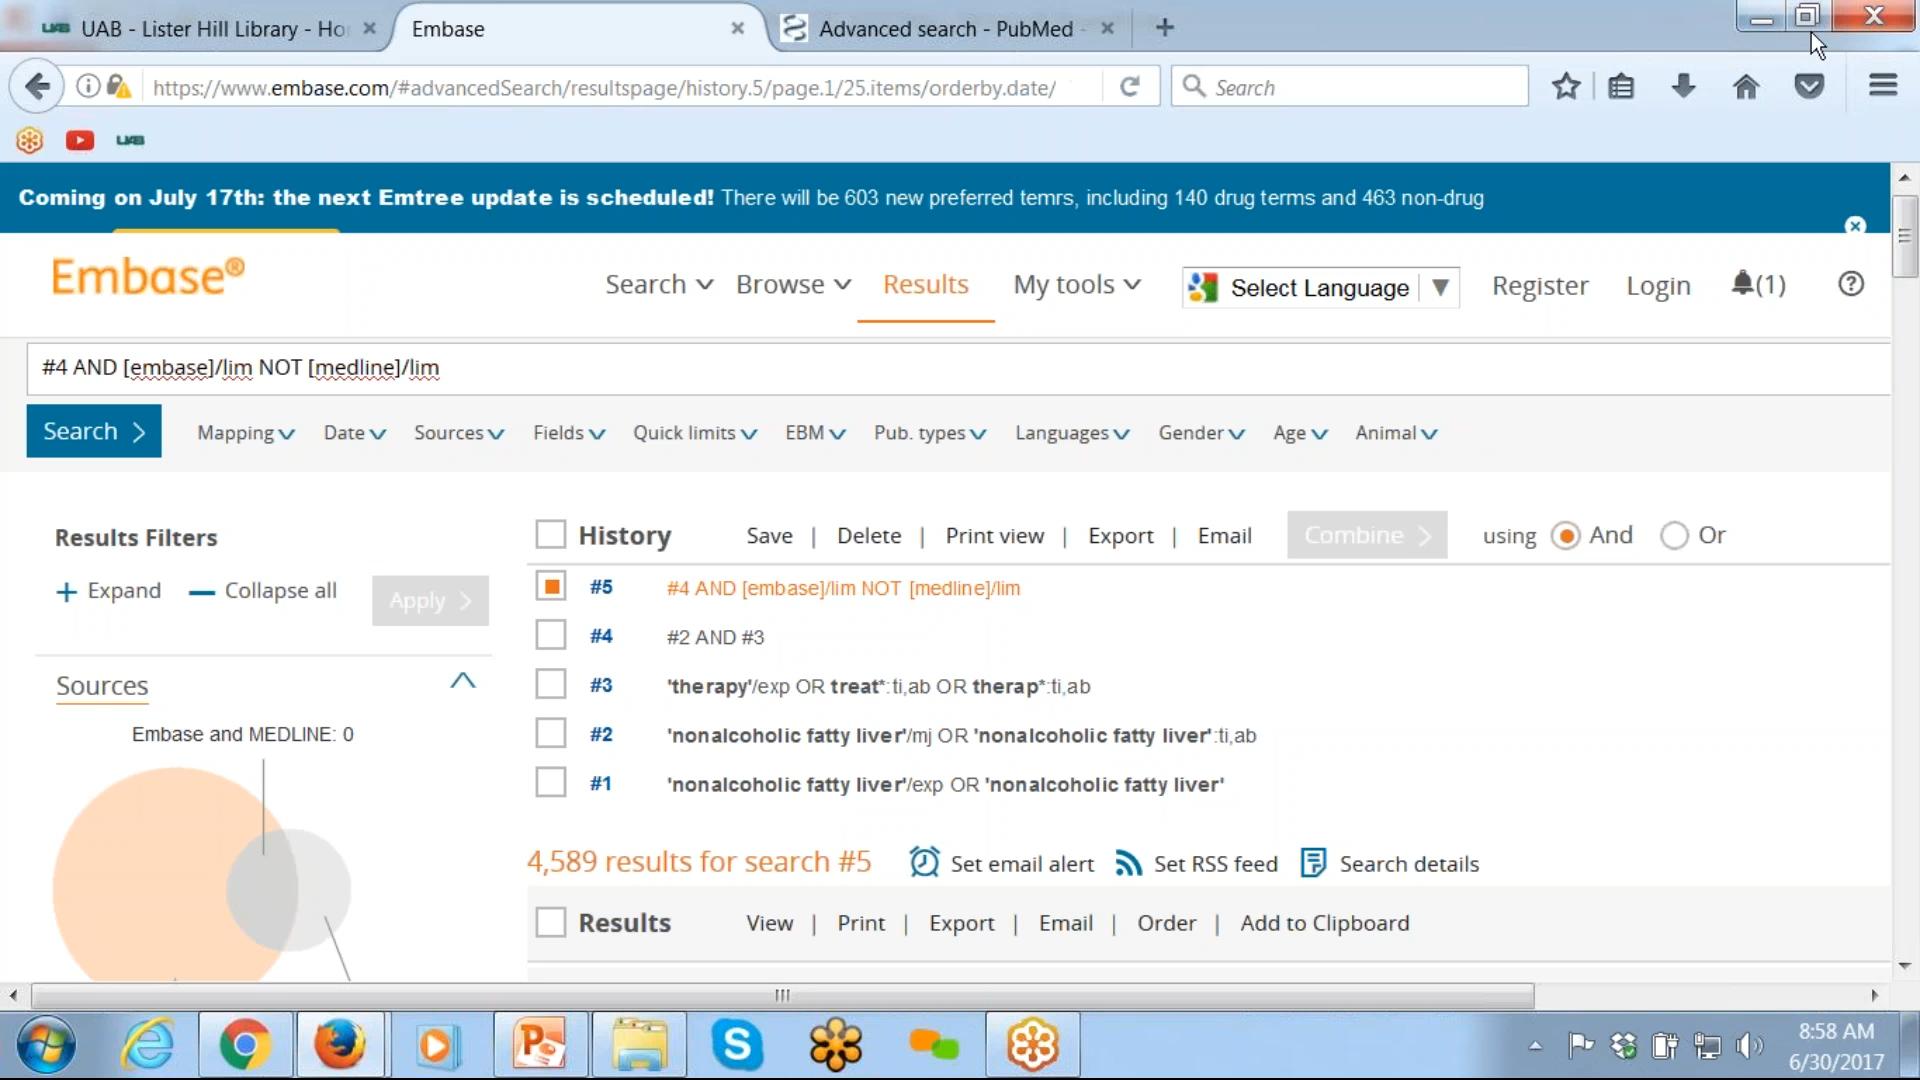 UAB - Lister Hill Library - Ho
Embase
Advanced search - PubMed -
https://www.embase.com/#advancedSearch/resultspage/history.5/page.1/25.items/orderby.date/
Search
UAB
Coming on July 17th: the next Emtree update is scheduled! There will be 603 new preferred temrs, including 140 drug terms and 463 non-drug
Embase®
Search
Browse
Results
My tools
Select Language
Register
Login
(1)
#4 AND [embase]/lim NOT [medline]/lim
Search
Mapping
Date
Sources
Fields
Quick limits
EBM
Pub. types
Languages
Gender
Age
Animal
Results Filters
Expand
Collapse all
Apply
Sources
Embase and MEDLINE: 0
History
Save | Delete | Print view | Export | Email
Combine
using And Or
#5 #4 AND [embase]/lim NOT [medline]/lim
#4 #2 AND #3
#3 'therapy'/exp OR treat*:ti,ab OR therap*:ti,ab
#2 'nonalcoholic fatty liver'/mj OR 'nonalcoholic fatty liver':ti,ab
#1 'nonalcoholic fatty liver'/exp OR 'nonalcoholic fatty liver'
4,589 results for search #5
Set email alert
Set RSS feed
Search details
Results
View | Print | Export | Email | Order | Add to Clipboard
8:58 AM
6/30/2017